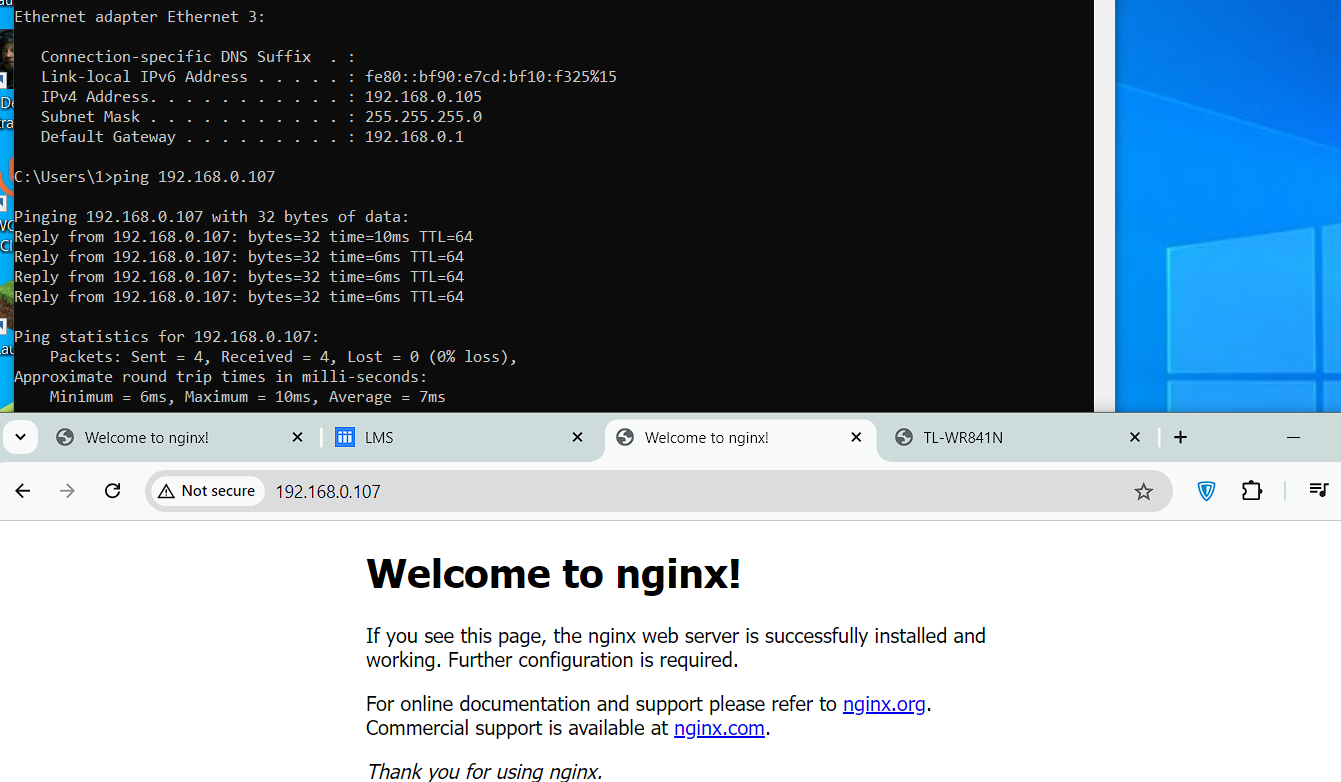 Ethernet adapter Ethernet 3:
Connection-specific DNS Suffix  . :
Link-local IPv6 Address . . . . . : fe80::bf90:e7cd:bf10:f325%15
IPv4 Address. . . . . . . . . . . : 192.168.0.105
Subnet Mask . . . . . . . . . . . : 255.255.255.0
Default Gateway . . . . . . . . . : 192.168.0.1
C:\Users\1>ping 192.168.0.107
Pinging 192.168.0.107 with 32 bytes of data:
Reply from 192.168.0.107: bytes=32 time=10ms TTL=64
Reply from 192.168.0.107: bytes=32 time=6ms TTL=64
Reply from 192.168.0.107: bytes=32 time=6ms TTL=64
Reply from 192.168.0.107: bytes=32 time=6ms TTL=64
Ping statistics for 192.168.0.107:
Packets: Sent = 4, Received = 4, Lost = 0 (0% loss),
Approximate round trip times in milli-seconds:
Minimum = 6ms, Maximum = 10ms, Average = 7ms
Welcome to nginx! LMS Welcome to nginx! TL-WR841N
Not secure 192.168.0.107
Welcome to nginx!
If you see this page, the nginx web server is successfully installed and
working. Further configuration is required.
For online documentation and support please refer to nginx.org.
Commercial support is available at nginx.com.
Thank you for using nginx.